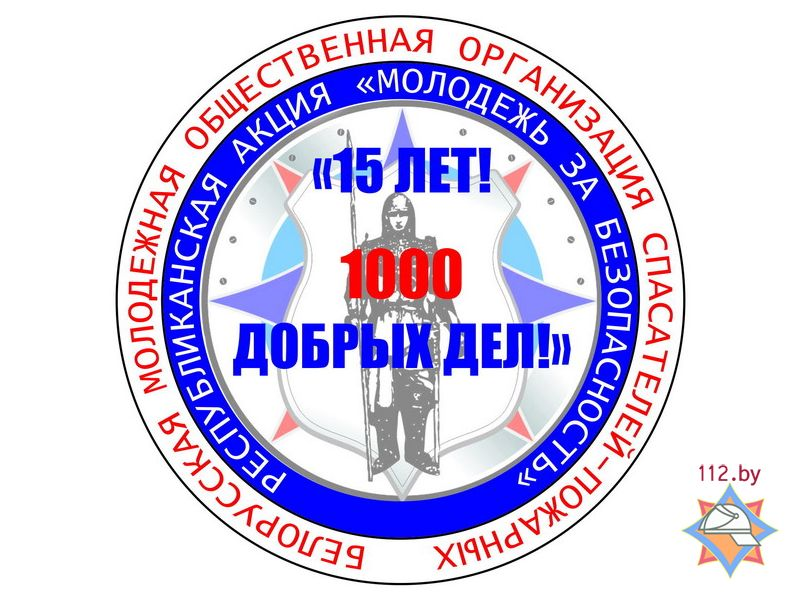 БЕЛОРУССКАЯ МОЛОДЕЖНАЯ ОБЩЕСТВЕННАЯ ОРГАНИЗАЦИЯ СПАСАТЕЛЕЙ-ПОЖАРНЫХ
РЕСПУБЛИКАНСКАЯ АКЦИЯ «МОЛОДЕЖЬ ЗА БЕЗОПАСНОСТЬ»
«15 ЛЕТ!
1000
ДОБРЫХ ДЕЛ!»
112.by